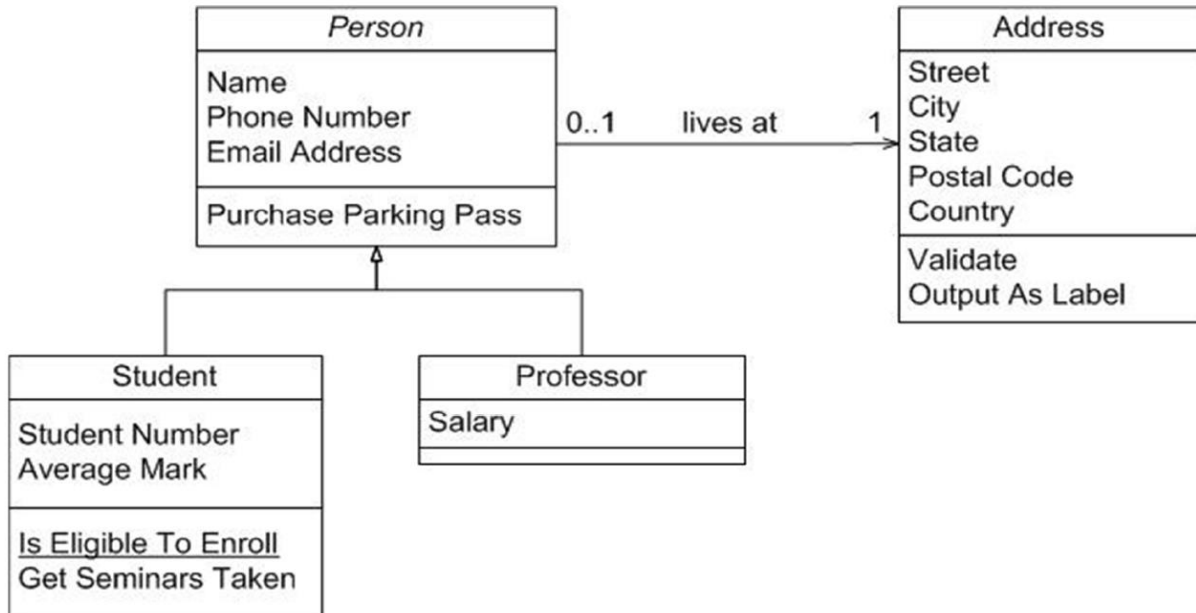 Person
Name
Phone Number
Email Address
Purchase Parking Pass
0..1 lives at 1
Address
Street
City
State
Postal Code
Country
Validate
Output As Label
Student
Student Number
Average Mark
Is Eligible To Enroll
Get Seminars Taken
Professor
Salary